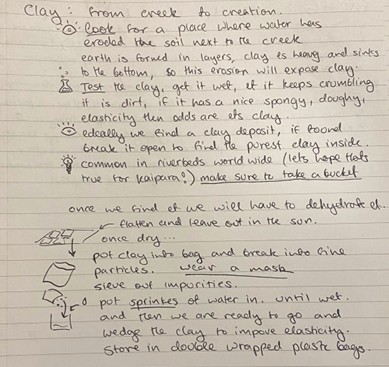 Clay: from creek to creation.
Look for a place where water has
eroded the soil next to the creek
earth is formed in layers, clay is heavy and sinks
to the bottom, so this erosion will expose clay.
Test the clay, get it wet, if it keeps crumbling
it is dirt, if it has a nice spongy, doughy,
elasticity then odds are its clay.
edeally we find a clay deposit, if found
break it open to find the purest clay inside.
common in riverbeds world wide (lets hope thats
true for kaipara!) make sure to take a bucket
once we find it we will have to dehydrate it.
flatten and leave out in the sun.
once dry...
pot clay into bag and break into fine
particles. wear a mask
sieve out impurities.
pot sprinkes of water in. until wet.
and then we are ready to go and
wedge the clay to impove elasticity.
Store in double wrapped plastic bags.